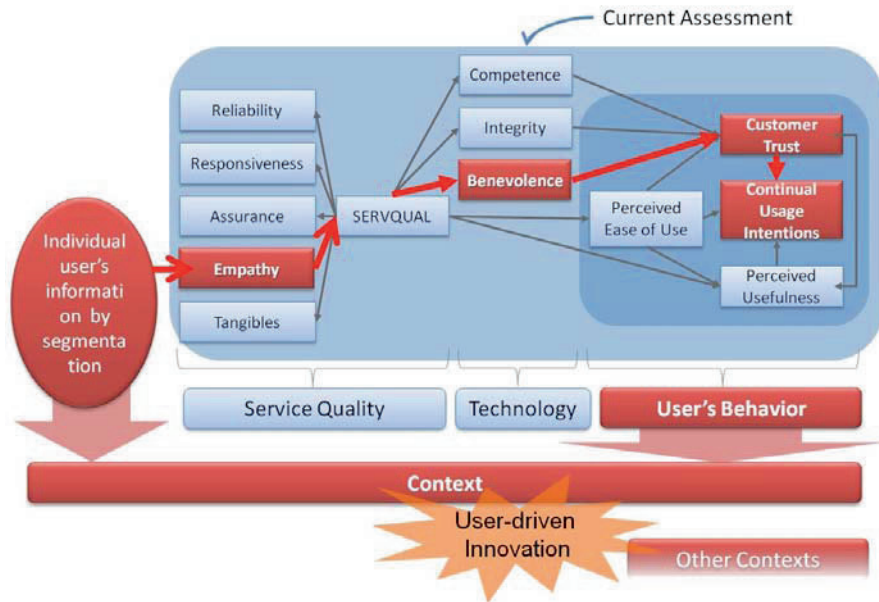 Current Assessment
Reliability
Responsiveness
Assurance
Empathy
Tangibles
SERVQUAL
Competence
Integrity
Benevolence
Perceived
Ease of Use
Customer
Trust
Continual
Usage
Intentions
Perceived
Usefulness
Individual
user's
informati
on by
segmenta
tion
Service Quality
Technology
User's Behavior
Context
User-driven
Innovation
Other Contexts